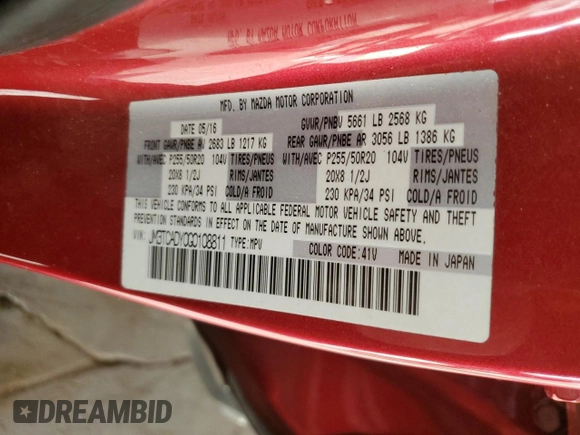 MFD. BY MAZDA MOTOR CORPORATION
DATE 05/16 GVWR/PNBV 5661 LB 2568 KG
FRONT GAWR/PNBE AV 2683 LB 1217 KG REAR GAWR/PNBE AR 3056 LB 1386 KG
WITH/AVEC P255/50R20 104V TIRES/PNEUS WITH/AVEC P255/50R20 104V TIRES/PNEUS
20X8 1/2J RIMS/JANTES 20X8 1/2J RIMS/JANTES
230 KPA/34 PSI COLD/A FROID 230 KPA/34 PSI COLD/A FROID
THIS VEHICLE CONFORMS TO ALL APPLICABLE FEDERAL MOTOR VEHICLE SAFETY AND THEFT
PREVENTION STANDARDS IN EFFECT ON THE DATE OF MANUFACTURE SHOWN ABOVE.
VIN: TYPE:MPV COLOR CODE:41V MADE IN JAPAN
DREAMBID